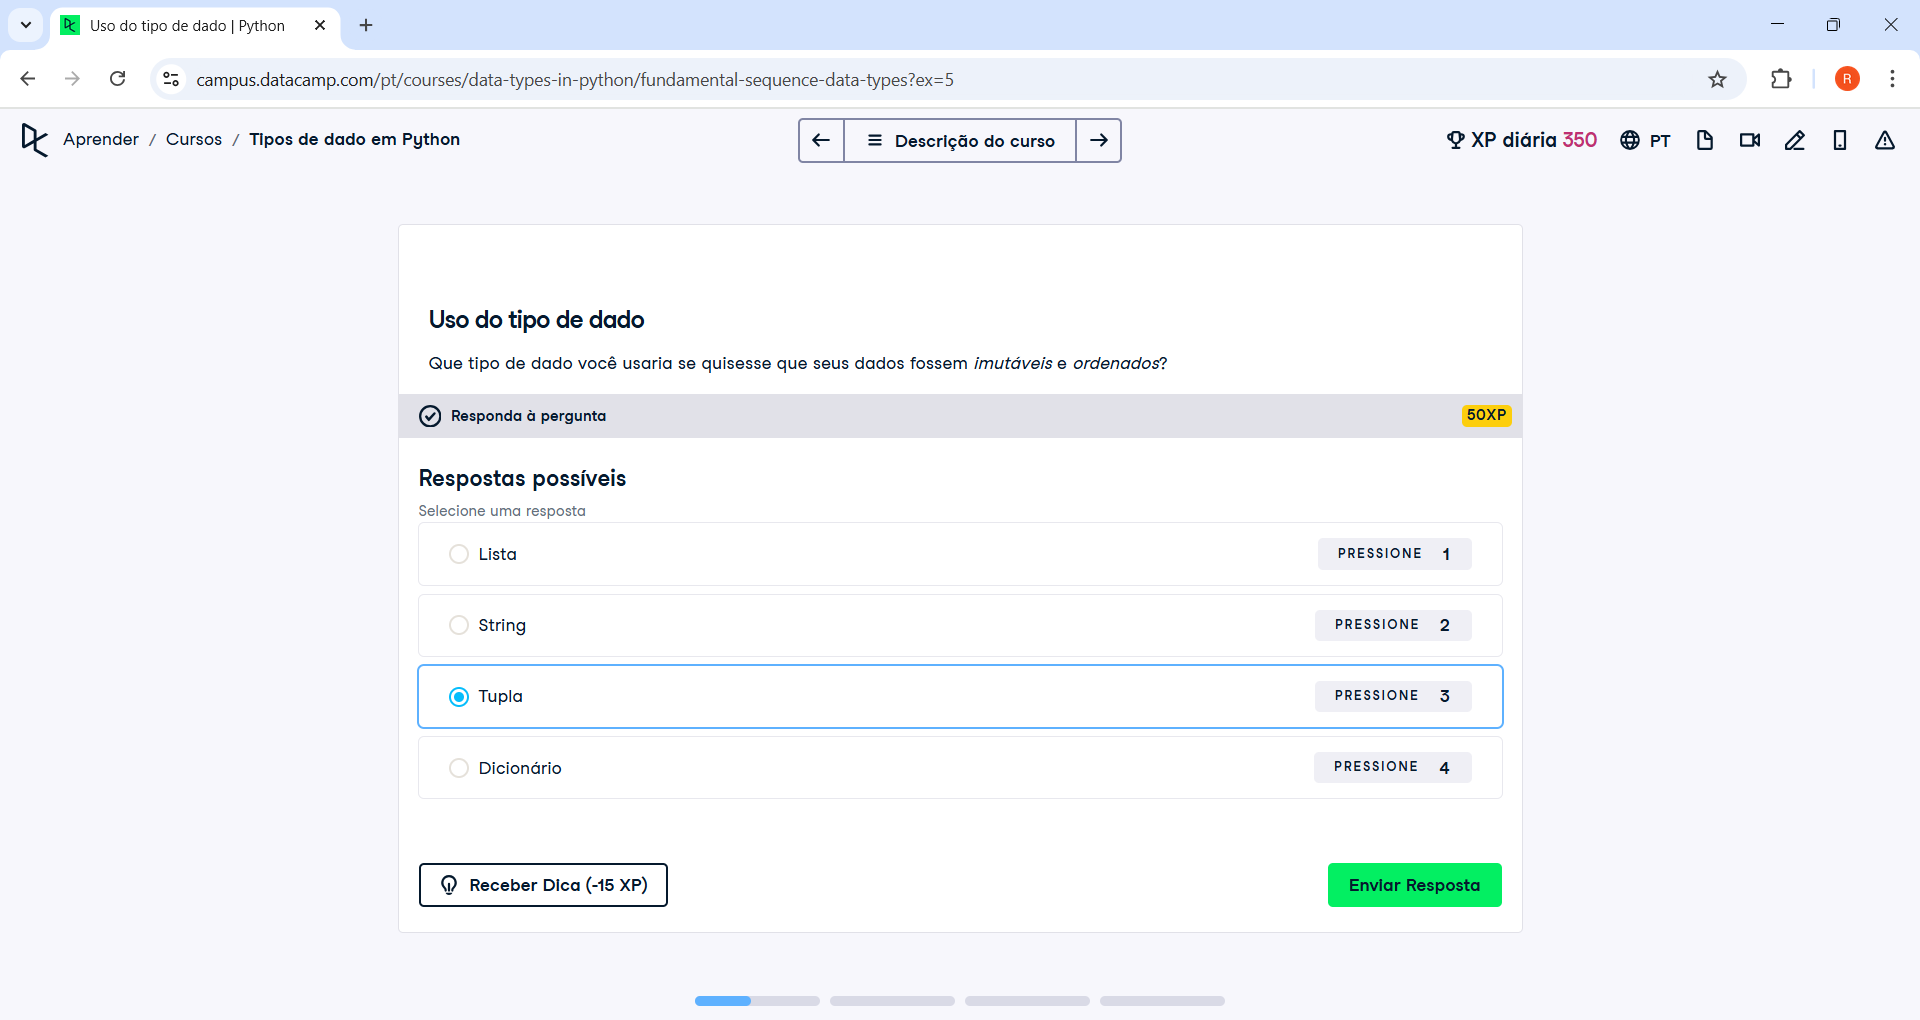 Uso do tipo de dado | Python
campus.datacamp.com/pt/courses/data-types-in-python/fundamental-sequence-data-types?ex=5
R
Aprender / Cursos / Tipos de dado em Python
Descrição do curso
XP diária 350
PT
Uso do tipo de dado
Que tipo de dado você usaria se quisesse que seus dados fossem imutáveis e ordenados?
Responda à pergunta
50XP
Respostas possíveis
Selecione uma resposta
Lista
PRESSIONE 1
String
PRESSIONE 2
Tupla
PRESSIONE 3
Dicionário
PRESSIONE 4
Receber Dica (-15 XP)
Enviar Resposta